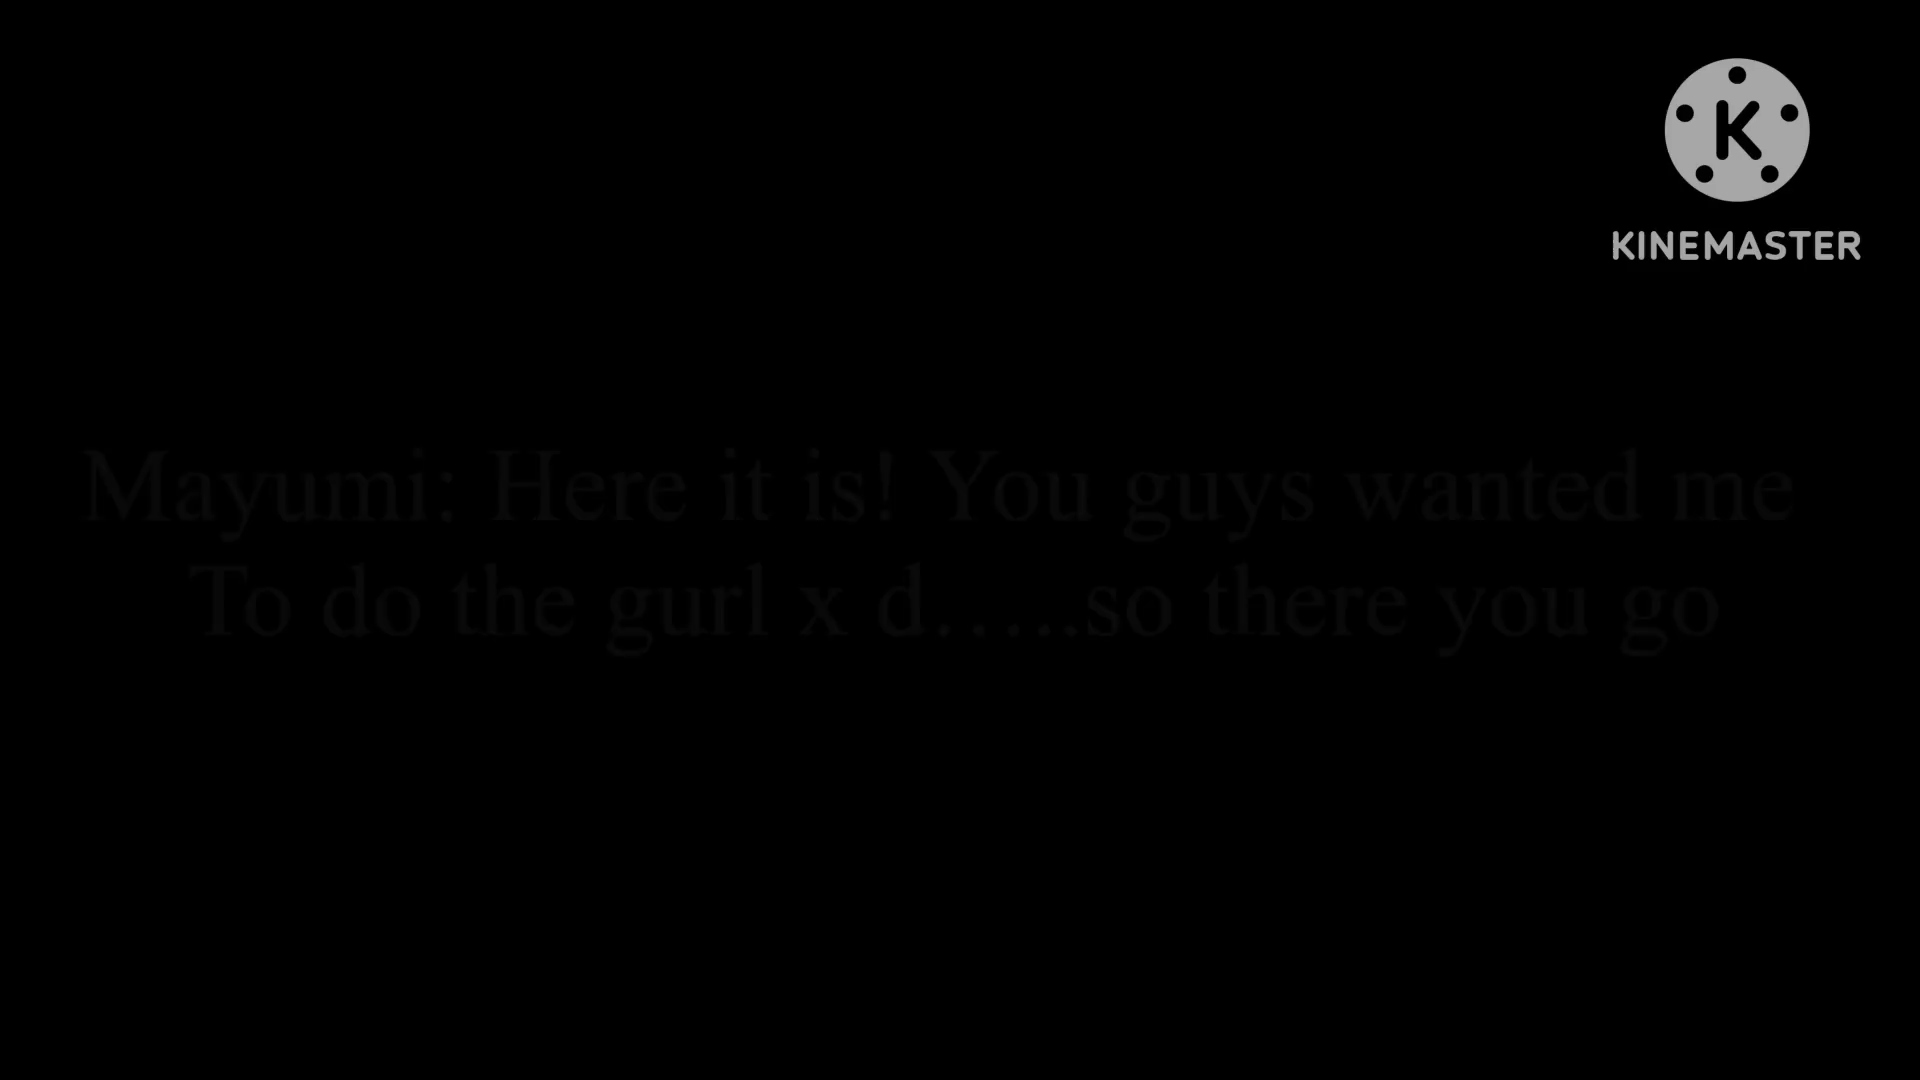 K
KINEMASTER
Mayumi: Here it is! You guys wanted me
To do the gurl x d…..so there you go